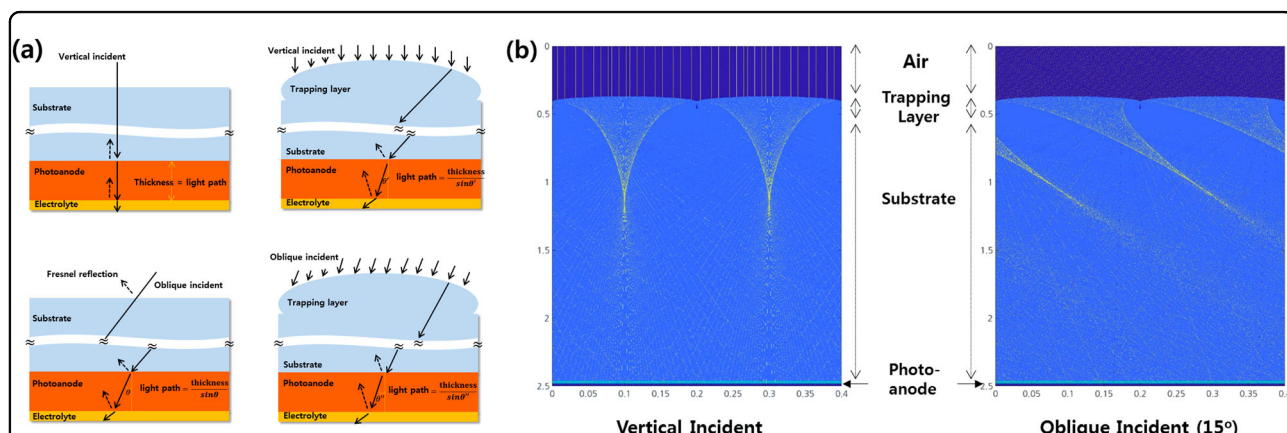 (a)
Vertical incident
Substrate
≈ ≈
Photoanode
Thickness = light path
Electrolyte
Vertical incident
Trapping layer
≈ ≈ ≈
Substrate
Photoanode
θ' light path = thickness / sinθ'
Electrolyte
Fresnel reflection
Oblique incident
Substrate
≈ ≈ ≈ ≈
Photoanode
θ light path = thickness / sinθ
Electrolyte
Oblique incident
Trapping layer
≈ ≈ ≈ ≈
Substrate
Photoanode
θ" light path = thickness / sinθ"
Electrolyte
(b)
0
0.5
1
1.5
2
2.5
0 0.05 0.1 0.15 0.2 0.25 0.3 0.35 0.4
Vertical Incident
Air
Trapping
Layer
Substrate
Photo-
anode
0
0.5
1
1.5
2
2.5
0 0.05 0.1 0.15 0.2 0.25 0.3 0.35 0.4
Oblique Incident (15º)